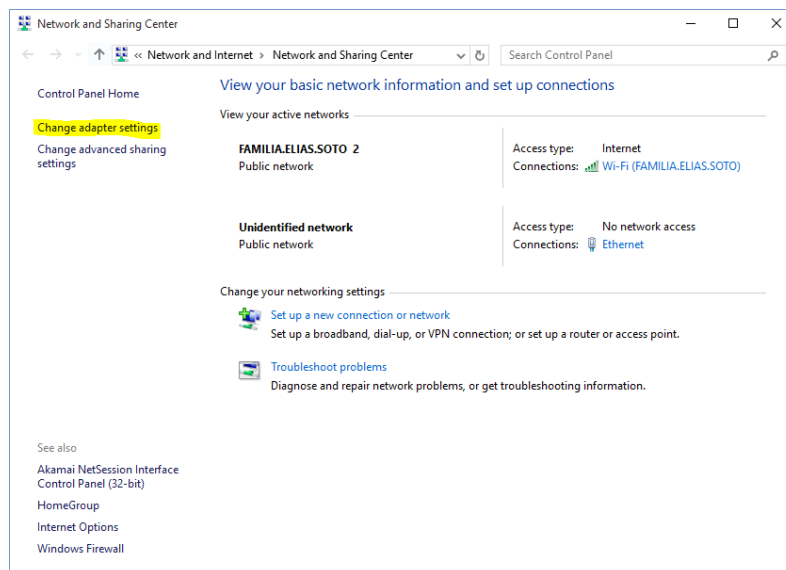 Network and Sharing Center
« Network and Internet › Network and Sharing Center
Search Control Panel
Control Panel Home
Change adapter settings
Change advanced sharing
settings
View your basic network information and set up connections
View your active networks
FAMILIA.ELIAS.SOTO 2
Public network
Access type: Internet
Connections: Wi-Fi (FAMILIA.ELIAS.SOTO)
Unidentified network
Public network
Access type: No network access
Connections: Ethernet
Change your networking settings
Set up a new connection or network
Set up a broadband, dial-up, or VPN connection; or set up a router or access point.
Troubleshoot problems
Diagnose and repair network problems, or get troubleshooting information.
See also
Akamai NetSession Interface
Control Panel (32-bit)
HomeGroup
Internet Options
Windows Firewall